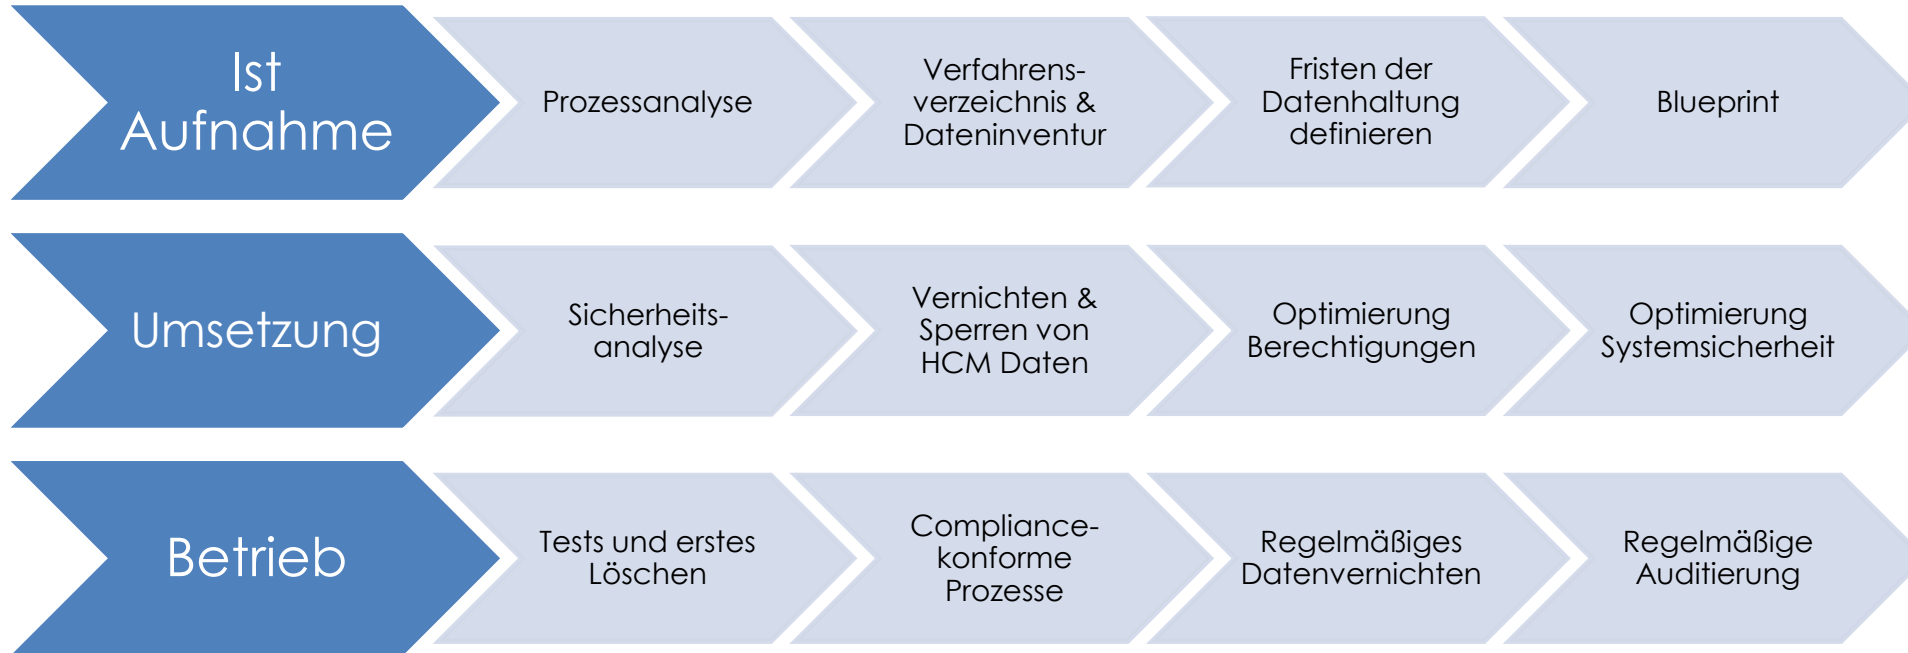 Ist
Aufnahme
Prozessanalyse
Verfahrens-
verzeichnis &
Dateninventur
Fristen der
Datenhaltung
definieren
Blueprint
Umsetzung
Sicherheits-
analyse
Vernichten &
Sperren von
HCM Daten
Optimierung
Berechtigungen
Optimierung
Systemsicherheit
Betrieb
Tests und erstes
Löschen
Compliance-
konforme
Prozesse
Regelmäßiges
Datenvernichten
Regelmäßige
Auditierung